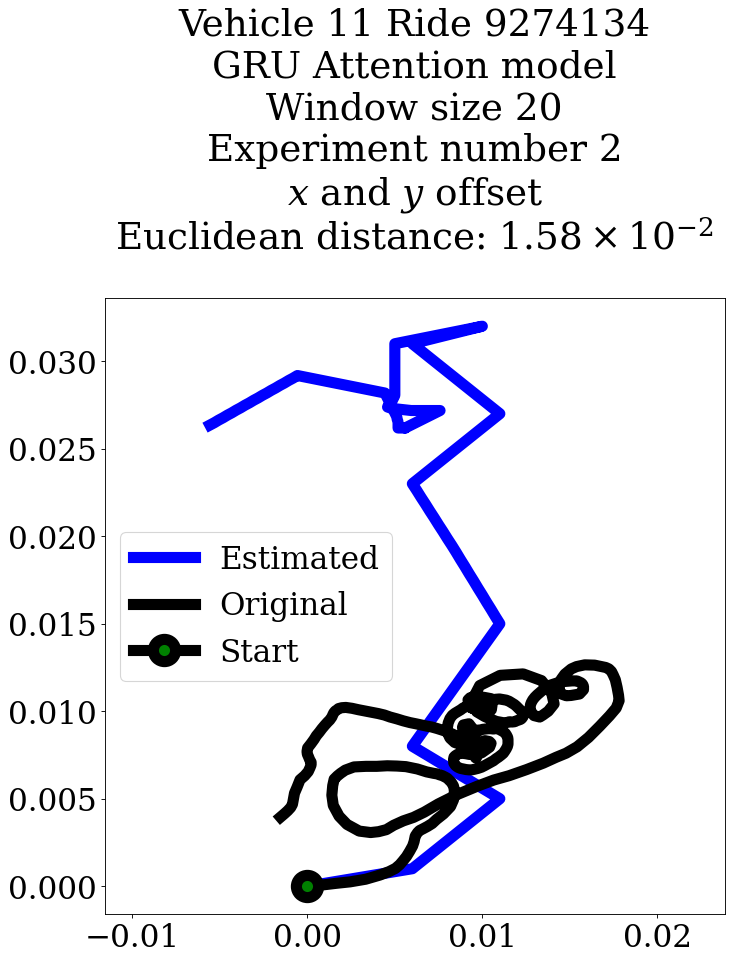 Vehicle 11 Ride 9274134
GRU Attention model
Window size 20
Experiment number 2
x and y offset
Euclidean distance: 1.58 × 10⁻²
0.030
0.025
0.020
0.015
0.010
0.005
0.000
Estimated
Original
Start
−0.01 0.00 0.01 0.02